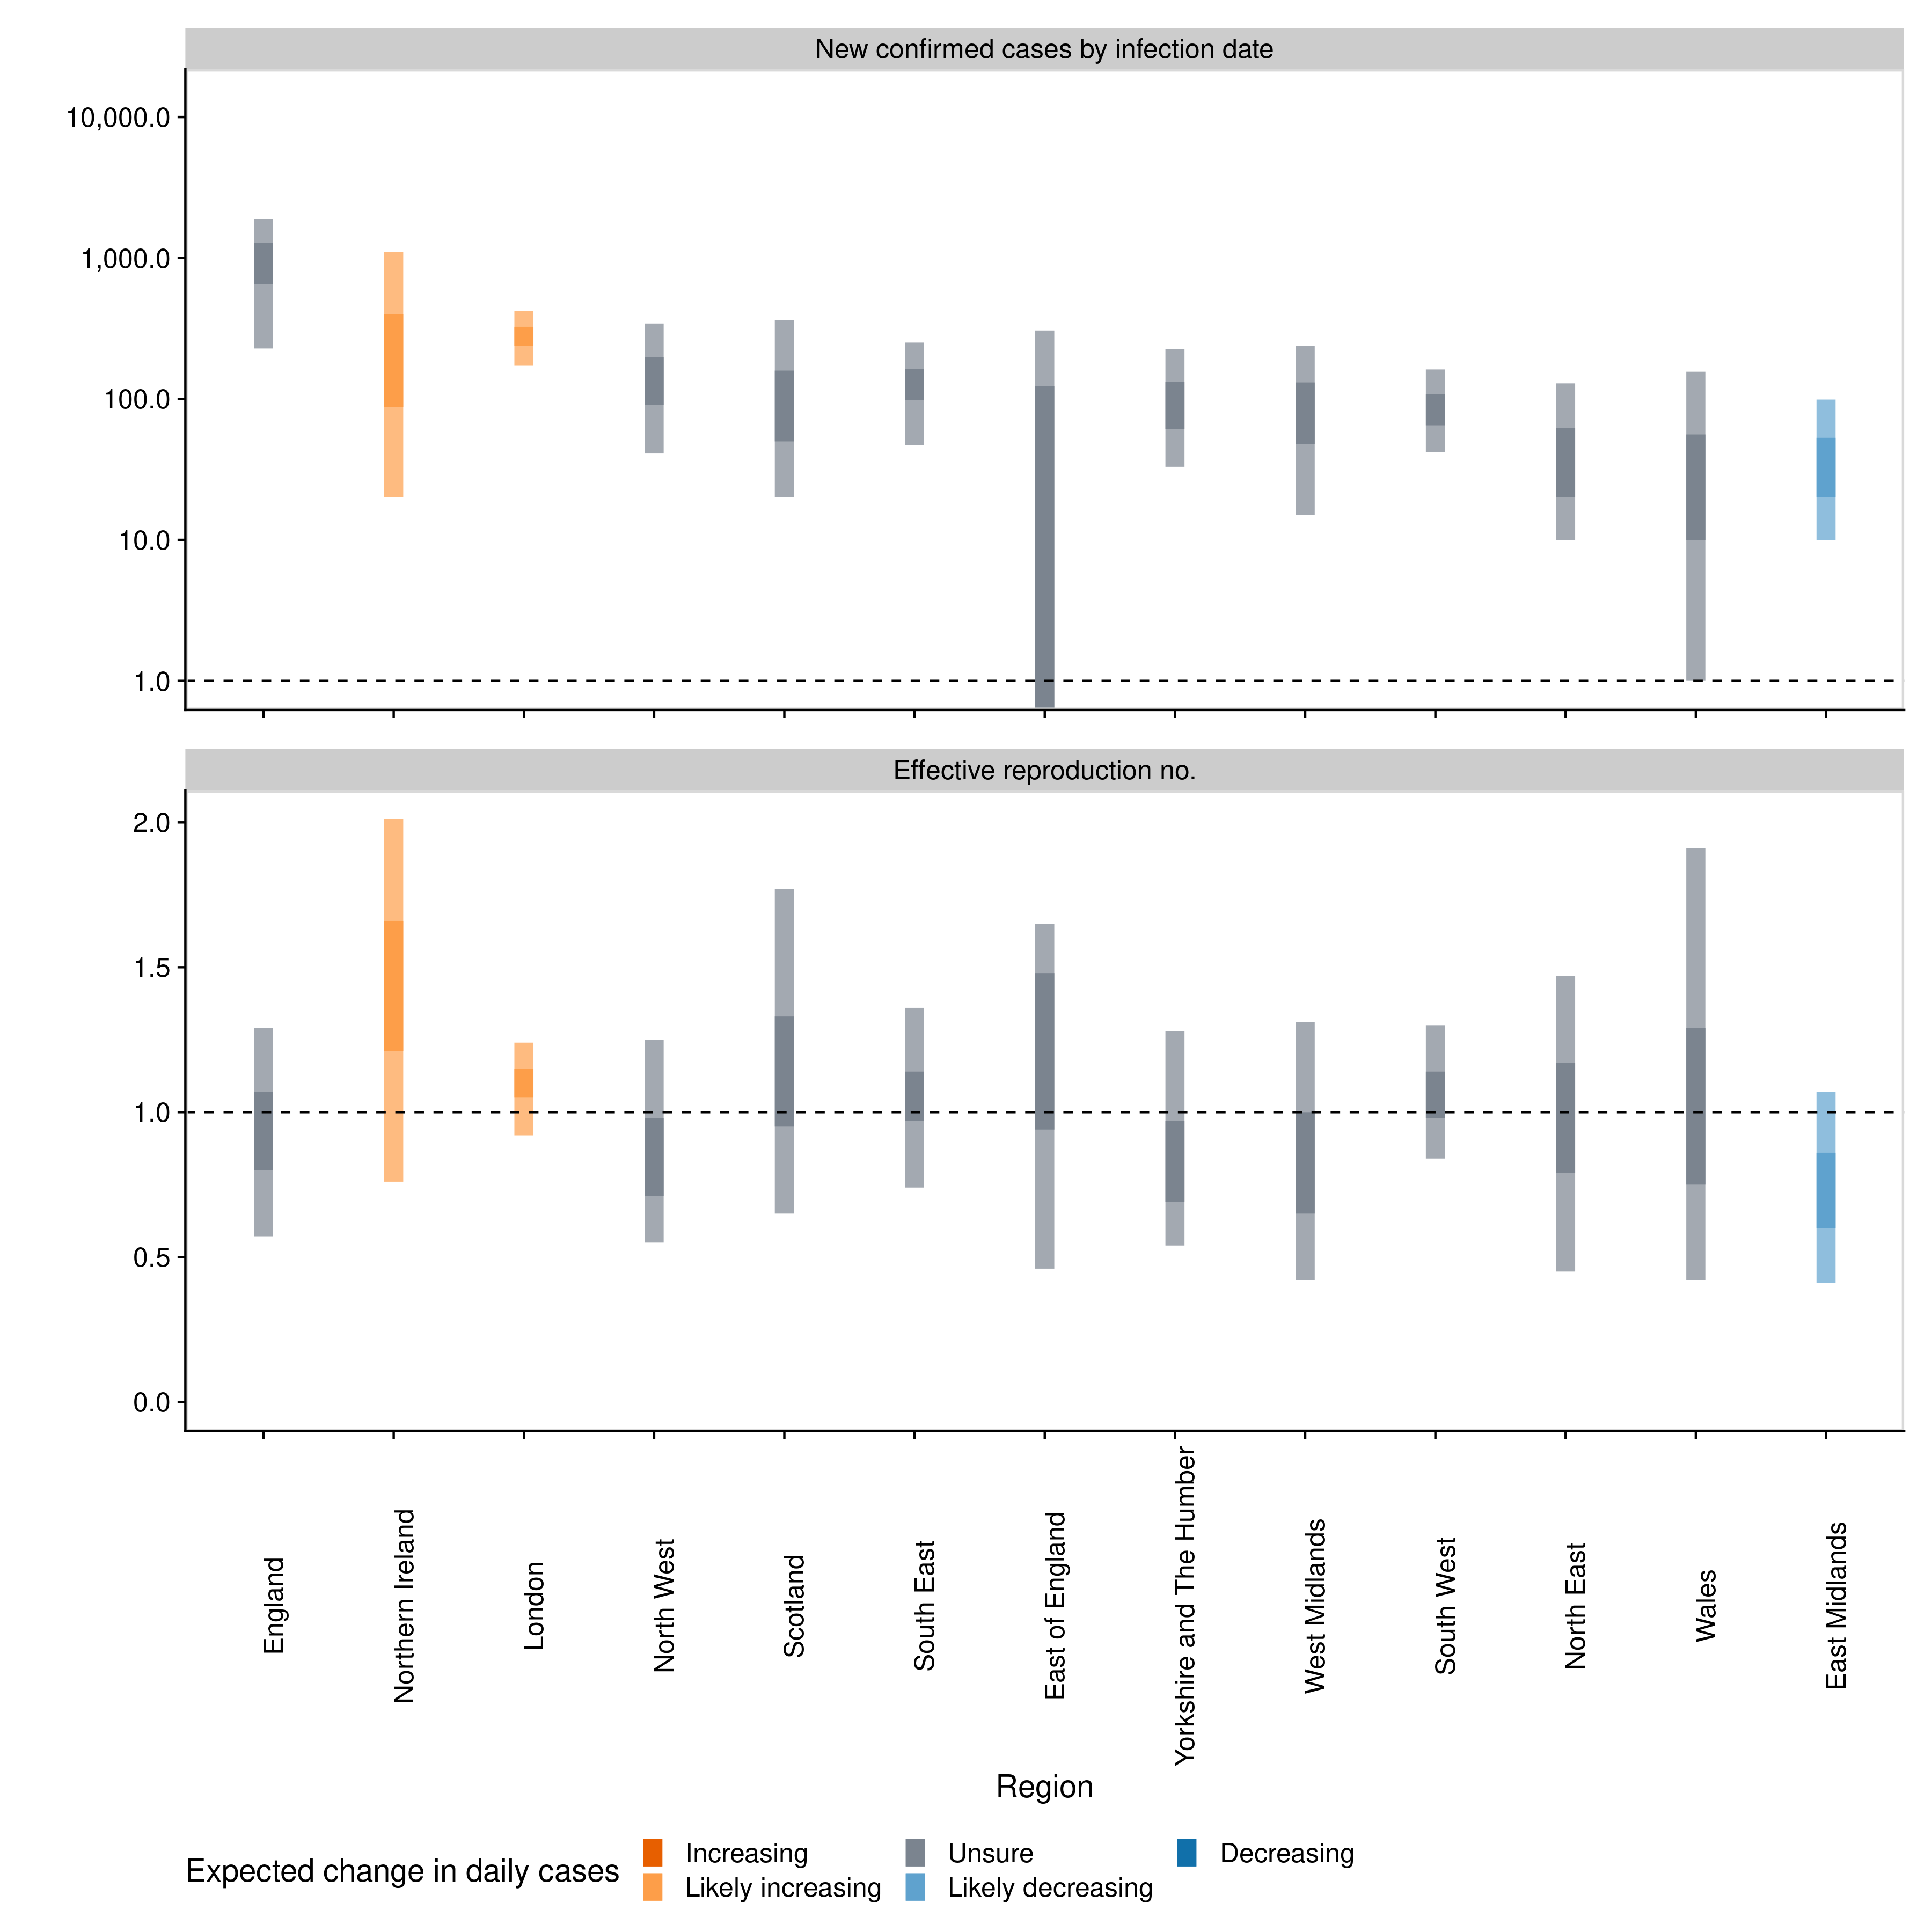 New confirmed cases by infection date
10,000.0
1,000.0
100.0
10.0
1.0
Effective reproduction no.
2.0
1.5
1.0
0.5
0.0
England
Northern Ireland
London
North West
Scotland
South East
East of England
Yorkshire and The Humber
West Midlands
South West
North East
Wales
East Midlands
Region
Expected change in daily cases
Increasing
Likely increasing
Unsure
Likely decreasing
Decreasing